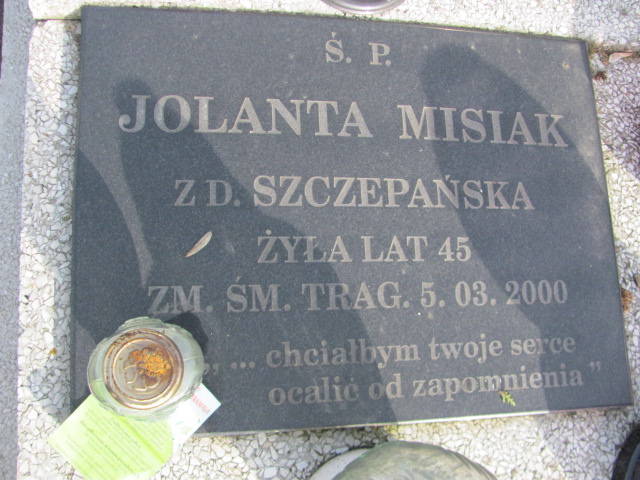 Ś. P.
JOLANTA MISIAK
Z D. SZCZEPAŃSKA
ŻYŁA LAT 45
ZM. ŚM. TRAG. 5. 03. 2000
„ ... chciałbym twoje serce
ocalić od zapomnienia ”